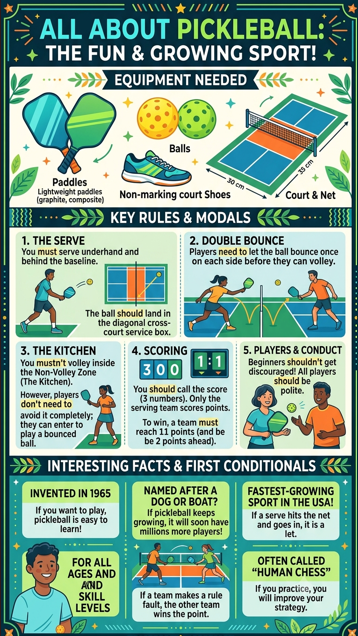 ALL ABOUT PICKLEBALL:
THE FUN & GROWING SPORT!
EQUIPMENT NEEDED
Paddles
Lightweight paddles
(graphite, composite)
Balls
Non-marking court Shoes
30 cm
35 cm
Court & Net
KEY RULES & MODALS
1. THE SERVE
You must serve underhand and
behind the baseline.
The ball should land in
the diagonal cross-
court service box.
2. DOUBLE BOUNCE
Players need to let the ball bounce once
on each side before they can volley.
3. THE KITCHEN
You mustn't volley inside
the Non-Volley Zone
(The Kitchen).
However, players
don't need to
avoid it completely;
they can enter to
play a bounced
ball.
4. SCORING
3 0 0
1 1
You should call the score
(3 numbers). Only the
serving team scores points.
To win, a team must
reach 11 points (and be
be 2 points ahead).
5. PLAYERS & CONDUCT
Beginners shouldn't get
discouraged! All players
should be
polite.
INTERESTING FACTS & FIRST CONDITIONALS
INVENTED IN 1965
If you want to play,
pickleball is easy to
learn!
FOR ALL
AGES AND
AND
SKILL
LEVELS
NAMED AFTER A
DOG OR BOAT?
If pickleball keeps
growing, it will soon have
millions more players!
If a team makes a rule
fault, the other team
wins the point.
FASTEST-GROWING
SPORT IN THE USA!
If a serve hits the net
and goes in, it is a
let.
OFTEN CALLED
"HUMAN CHESS"
If you practice, you
will improve your
strategy.